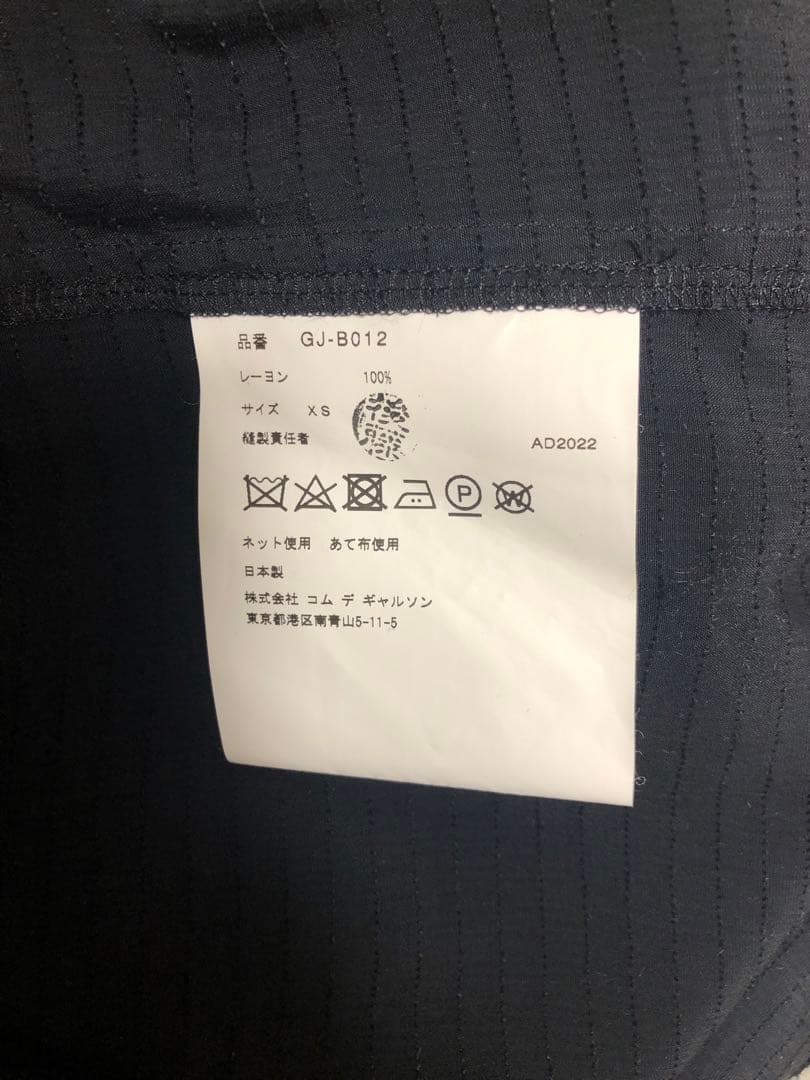 品番 GJ-B012
レーヨン 100%
サイズ XS
縫製責任者
AD2022
P
W
ネット使用 あて布使用
日本製
株式会社 コム デ ギャルソン
東京都港区南青山5-11-5